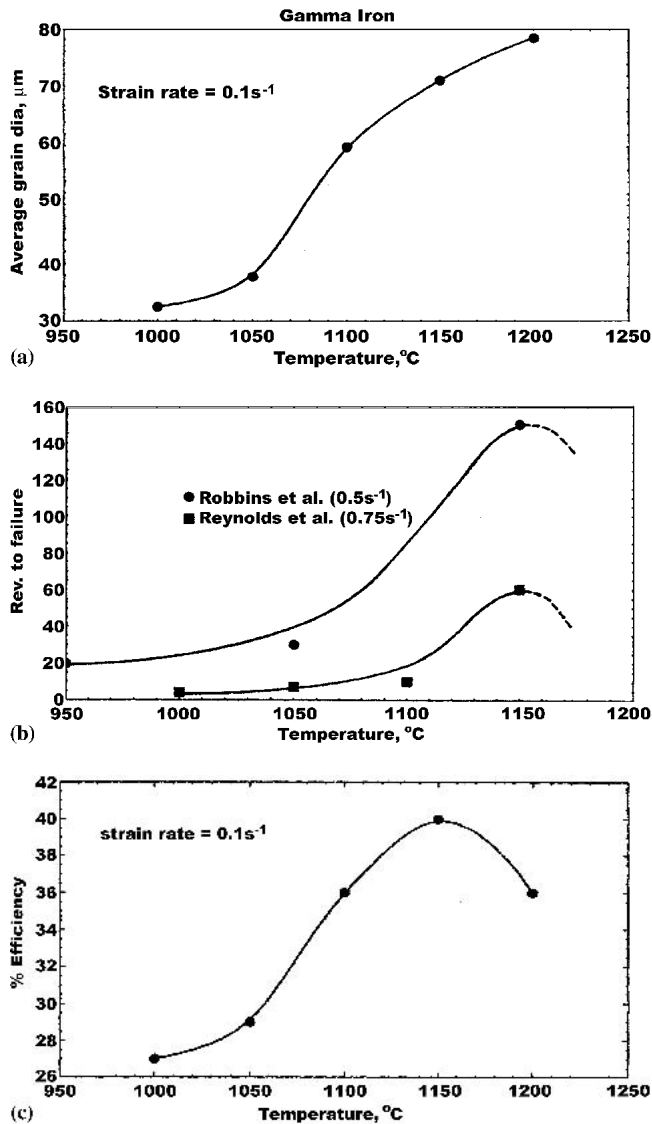 Gamma Iron
80
70
60
50
40
30
Average grain dia, μm
Strain rate = 0.1s⁻¹
950 1000 1050 1100 1150 1200 1250
Temperature,°C
(a)
160
140
120
100
80
60
40
20
0
Rev. to failure
Robbins et al. (0.5s⁻¹)
Reynolds et al. (0.75s⁻¹)
950 1000 1050 1100 1150 1200
Temperature, °C
(b)
42
40
38
36
34
32
30
28
26
% Efficiency
strain rate = 0.1s⁻¹
950 1000 1050 1100 1150 1200 1250
Temperature, °C
(c)